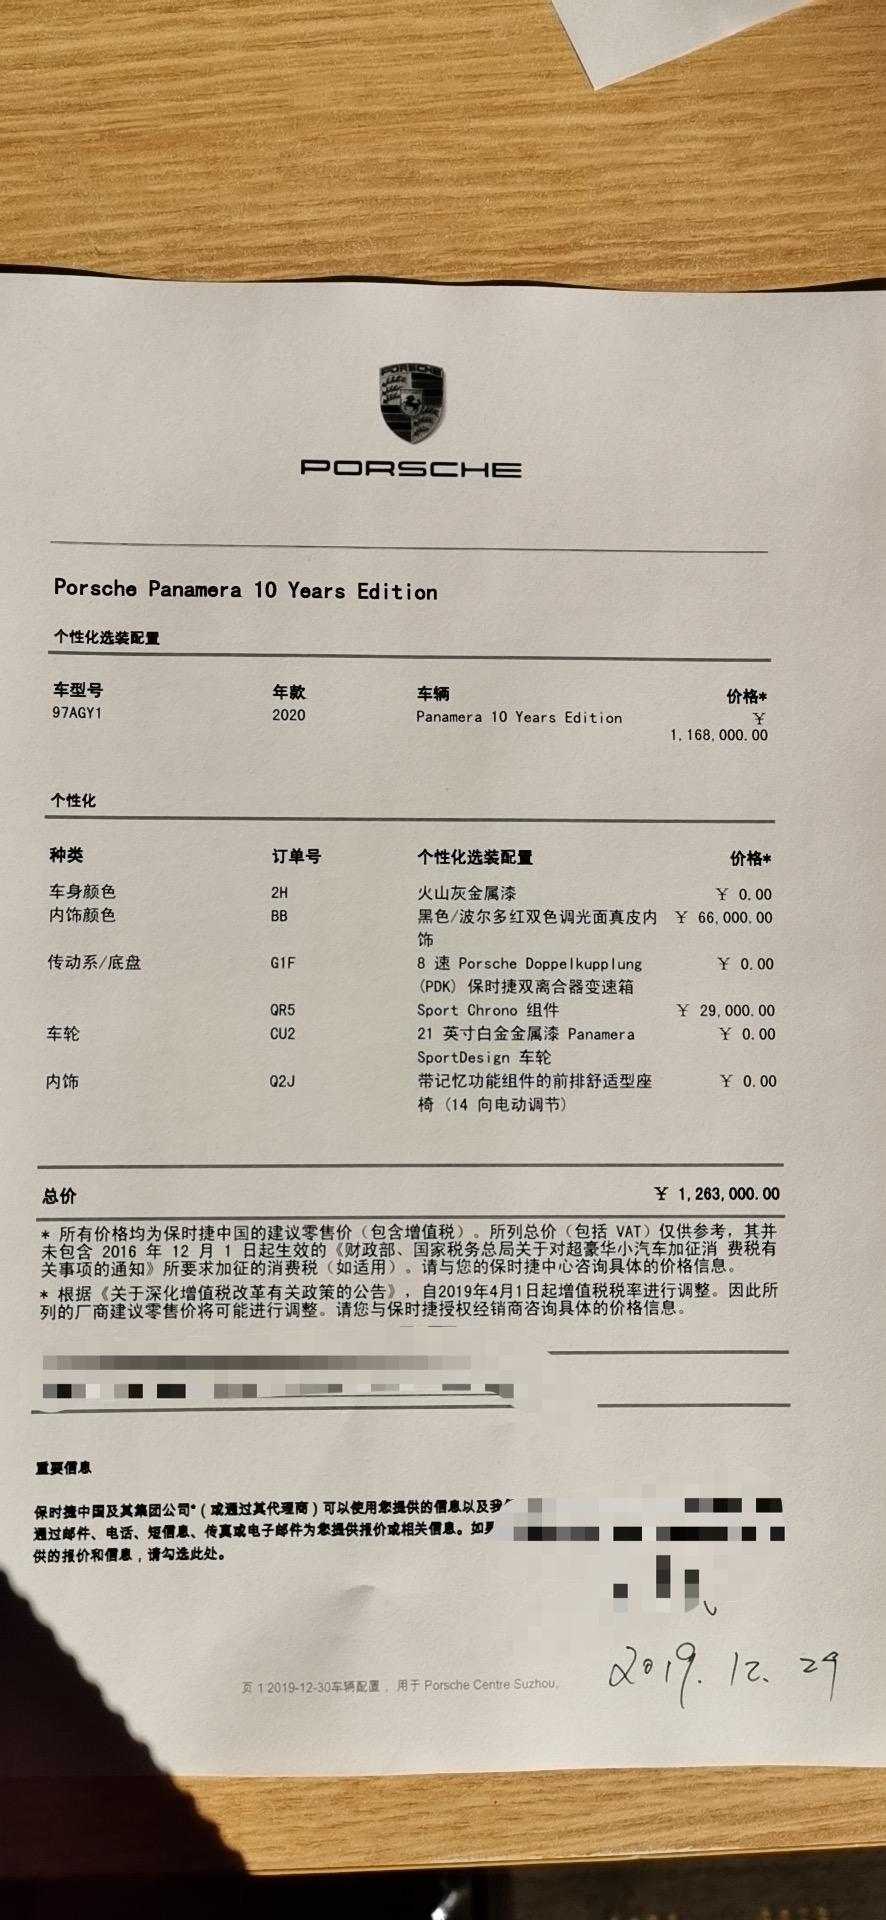 PORSCHE
PORSCHE
Porsche Panamera 10 Years Edition
个性化选装配置
车型号 年款 车辆 价格*
97AGY1 2020 Panamera 10 Years Edition ¥
1,168,000.00
个性化
种类 订单号 个性化选装配置 价格*
车身颜色 2H 火山灰金属漆 ¥ 0.00
内饰颜色 BB 黑色/波尔多红双色调光面真皮内 ¥ 66,000.00
饰
传动系/底盘 G1F 8 速 Porsche Doppelkupplung ¥ 0.00
(PDK) 保时捷双离合器变速箱
QR5 Sport Chrono 组件 ¥ 29,000.00
车轮 CU2 21 英寸白金金属漆 Panamera ¥ 0.00
SportDesign 车轮
内饰 Q2J 带记忆功能组件的前排舒适型座 ¥ 0.00
椅 (14 向电动调节)
总价 ¥ 1,263,000.00
* 所有价格均为保时捷中国的建议零售价（包含增值税）。所列总价（包括 VAT）仅供参考，其并
未包含 2016 年 12 月 1 日起生效的《财政部、国家税务总局关于对超豪华小汽车加征消 费税有
关事项的通知》所要求加征的消费税（如适用）。请与您的保时捷中心咨询具体的价格信息。
* 根据《关于深化增值税改革有关政策的公告》，自2019年4月1日起增值税税率进行调整。因此所
列的厂商建议零售价将可能进行调整。请您与保时捷授权经销商咨询具体的价格信息。
重要信息
保时捷中国及其集团公司*（或通过其代理商）可以使用您提供的信息以及我
通过邮件、电话、短信息、传真或电子邮件为您提供报价或相关信息。如
供的报价和信息，请勾选此处。
2019.12.29
页 1 2019-12-30车辆配置， 用于 Porsche Centre Suzhou,